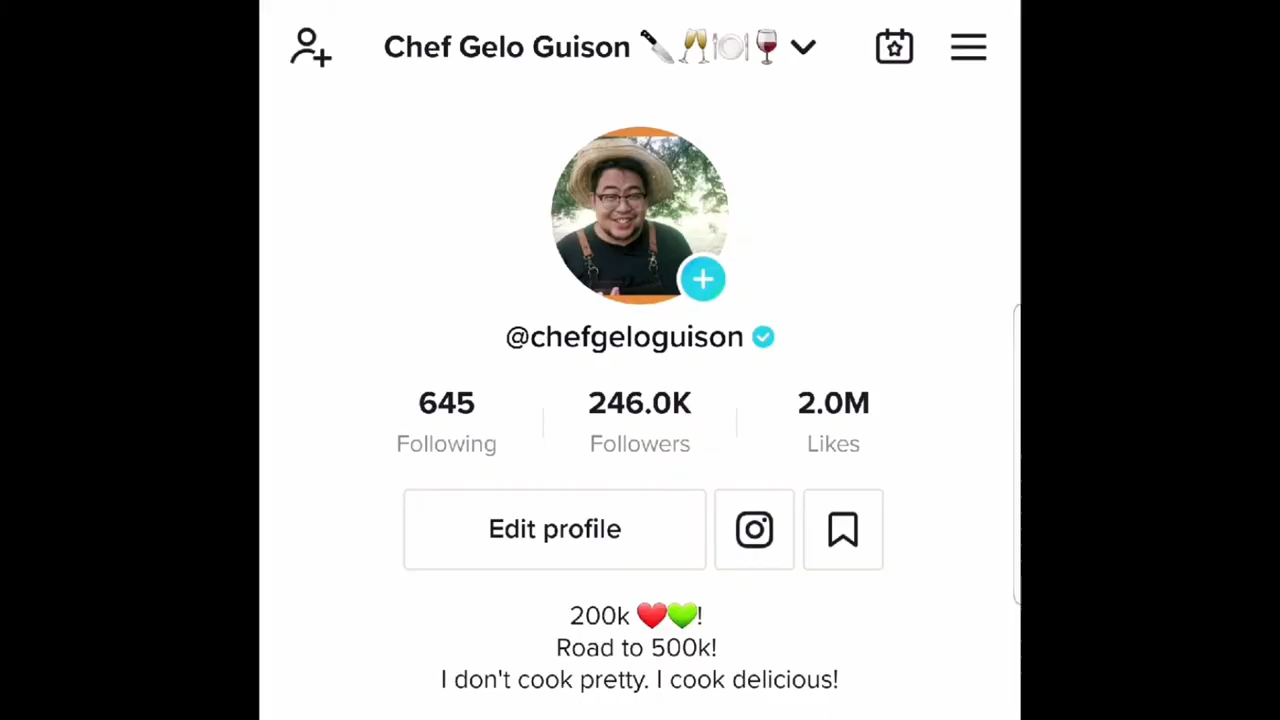 Chef Gelo Guison 🔪🥂🍽️🍷
@chefgeloguison
645 246.0K 2.0M
Following Followers Likes
Edit profile
200k ❤️💚!
Road to 500k!
I don't cook pretty. I cook delicious!